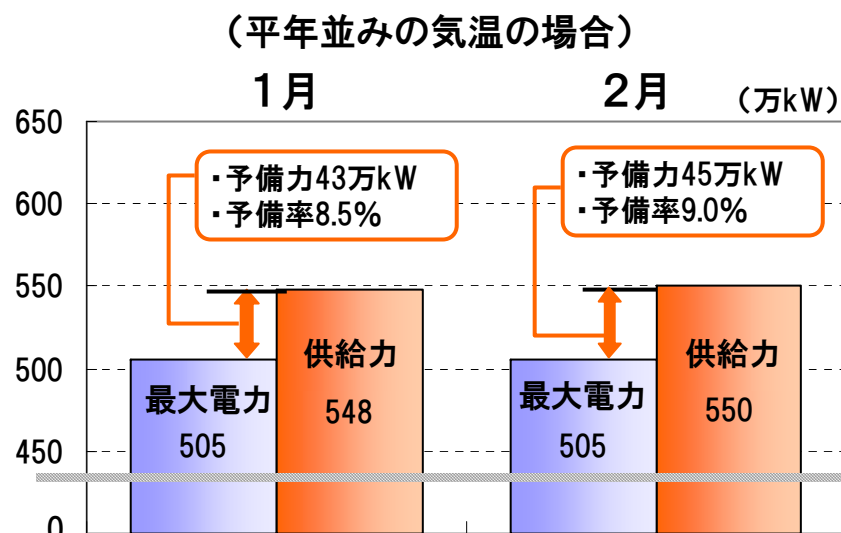 （平年並みの気温の場合）
1月
2月
（万kW）
650
600
550
500
450
0
・予備力43万kW
・予備率8.5%
・予備力45万kW
・予備率9.0%
最大電力
505
供給力
548
最大電力
505
供給力
550